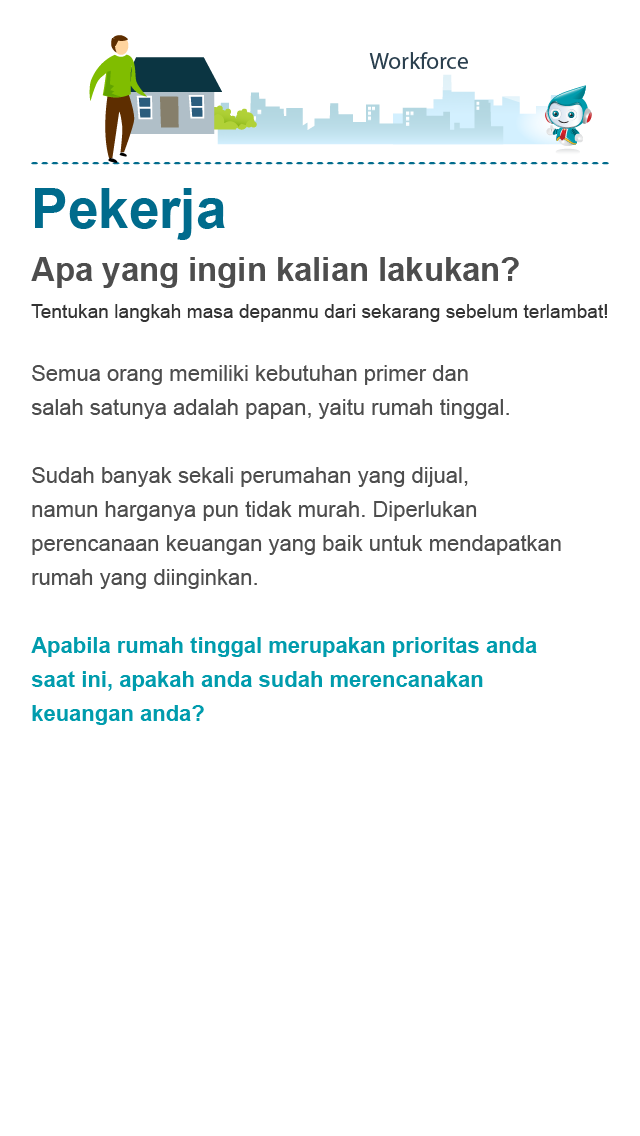 Workforce
Pekerja
Apa yang ingin kalian lakukan?
Tentukan langkah masa depanmu dari sekarang sebelum terlambat!
Semua orang memiliki kebutuhan primer dan
salah satunya adalah papan, yaitu rumah tinggal.
Sudah banyak sekali perumahan yang dijual,
namun harganya pun tidak murah. Diperlukan
perencanaan keuangan yang baik untuk mendapatkan
rumah yang diinginkan.
Apabila rumah tinggal merupakan prioritas anda
saat ini, apakah anda sudah merencanakan
keuangan anda?